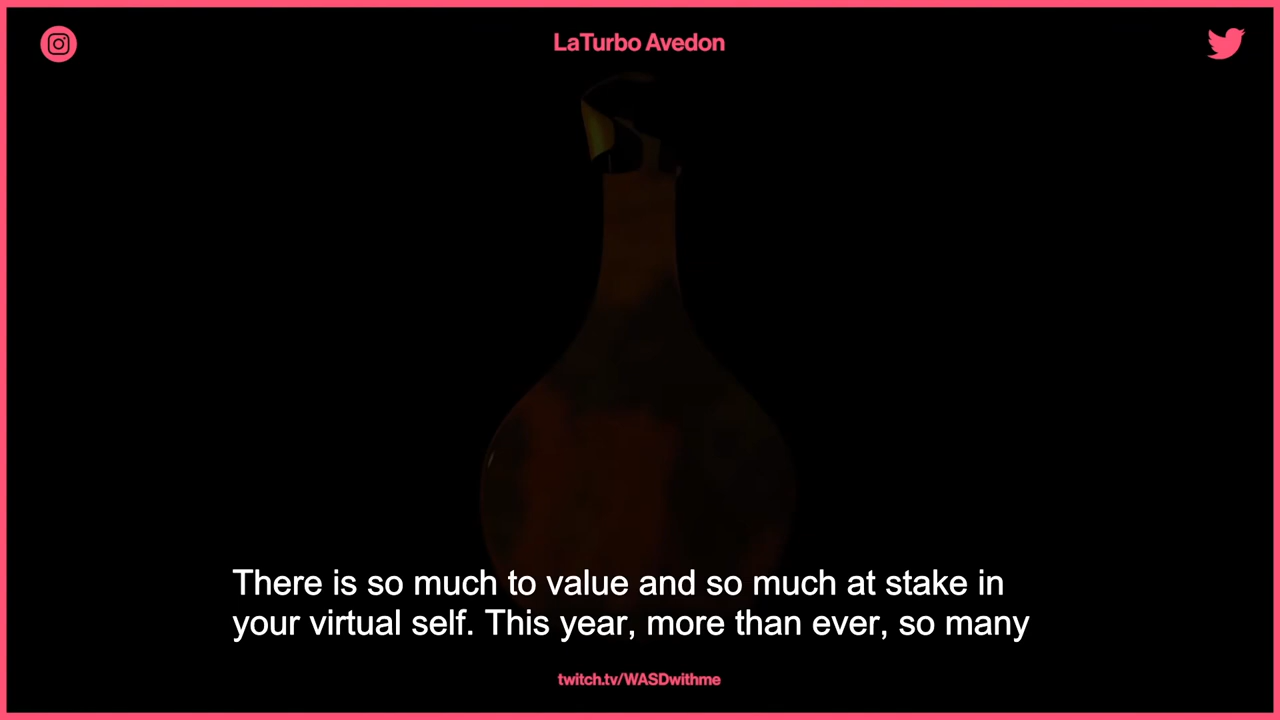 LaTurbo Avedon
There is so much to value and so much at stake in
your virtual self. This year, more than ever, so many
twitch.tv/WASDwithme